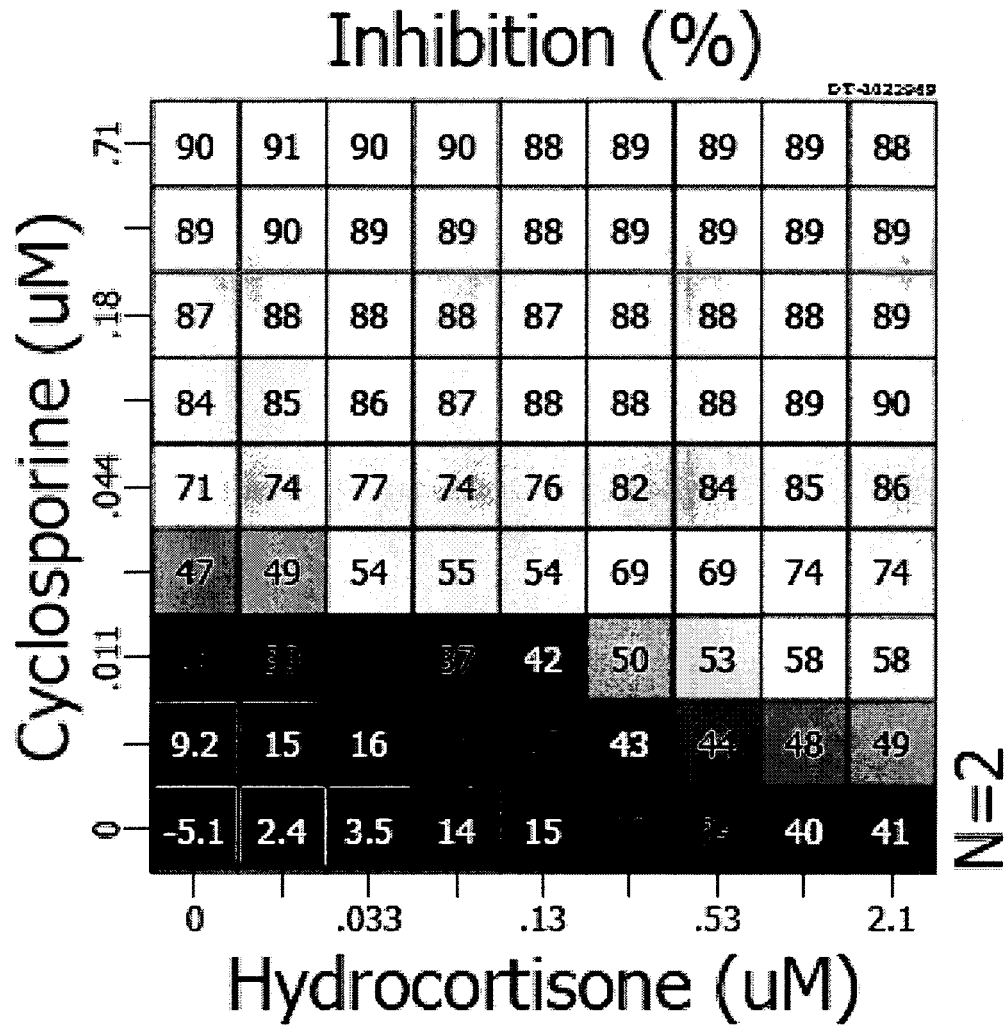 Inhibition (%)
DT-1022969
.71 90 91 90 90 88 89 89 89 88
89 90 89 89 88 89 89 89 89
.18 87 88 88 88 87 88 88 88 89
84 85 86 87 88 88 88 89 90
.044 71 74 77 74 76 82 84 85 86
47 49 54 55 54 69 69 74 74
.011 37 42 50 53 58 58
9.2 15 16 43 44 48 49
0 -5.1 2.4 3.5 14 15 40 41
0 .033 .13 .53 2.1
Hydrocortisone (uM)
Cyclosporine (uM)
N=2